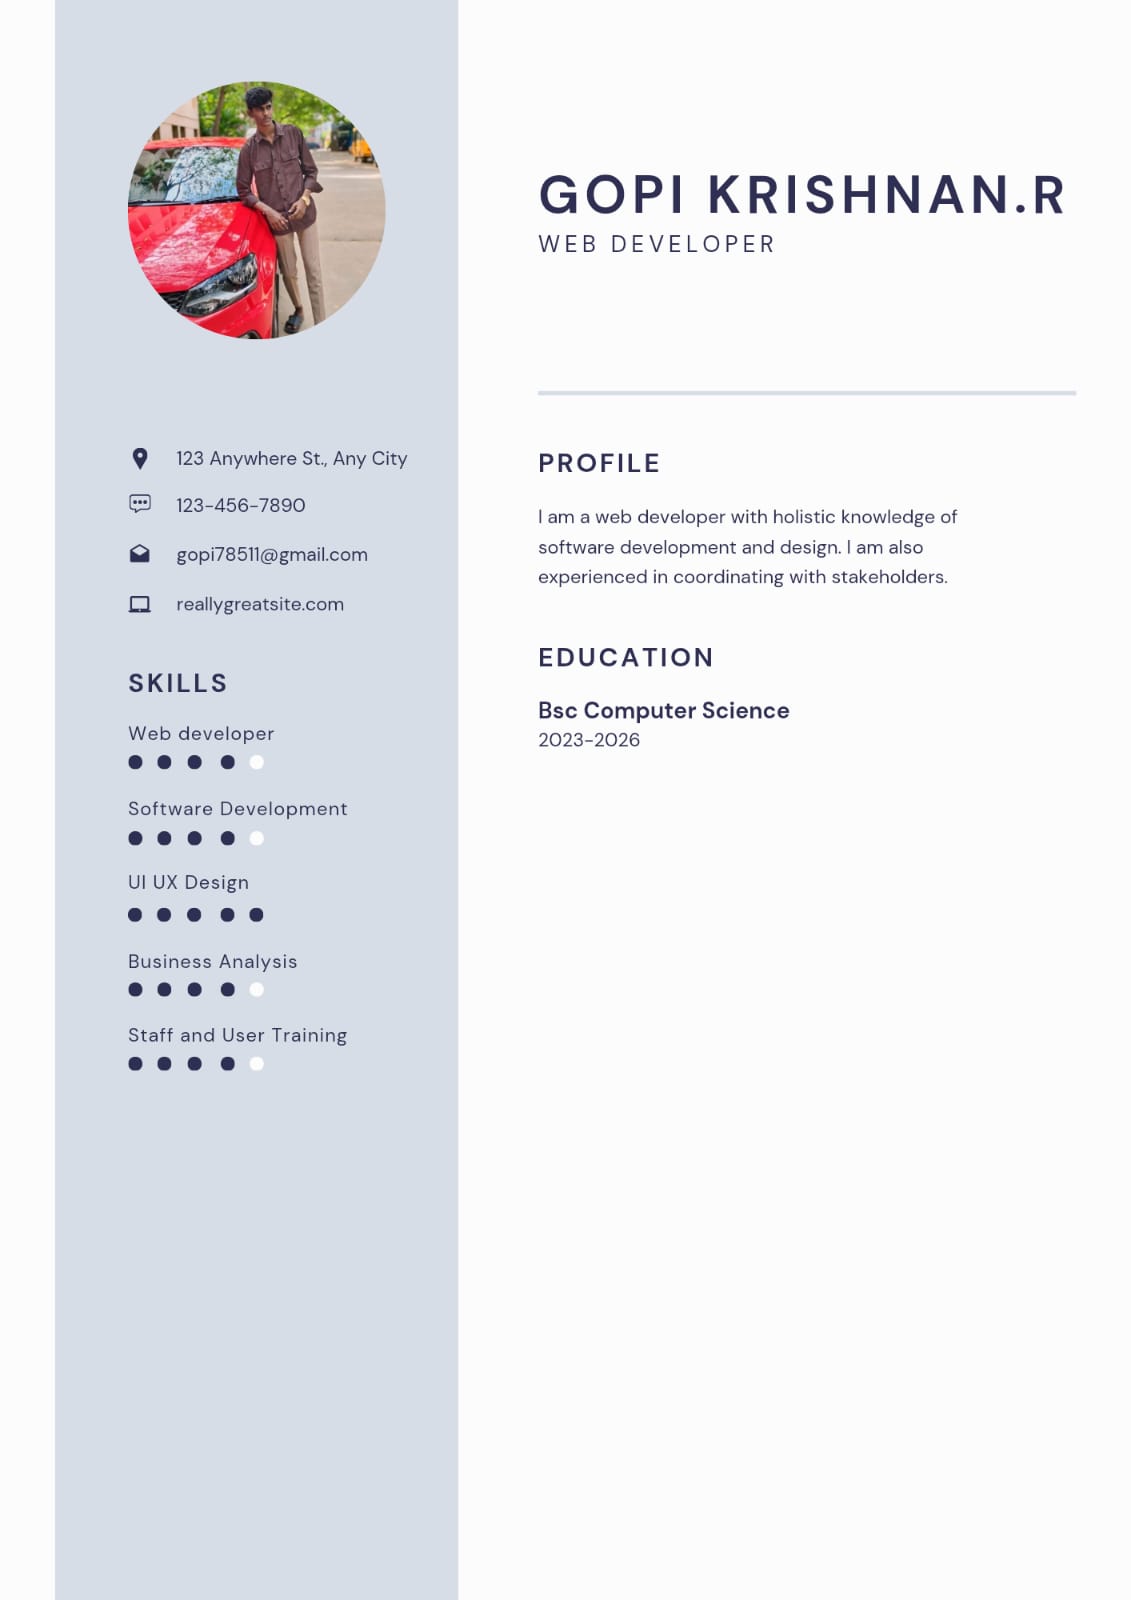 GOPI KRISHNAN.R
WEB DEVELOPER
123 Anywhere St., Any City
123-456-7890
gopi78511@gmail.com
reallygreatsite.com
SKILLS
Web developer
Software Development
UI UX Design
Business Analysis
Staff and User Training
PROFILE
I am a web developer with holistic knowledge of
software development and design. I am also
experienced in coordinating with stakeholders.
EDUCATION
Bsc Computer Science
2023-2026